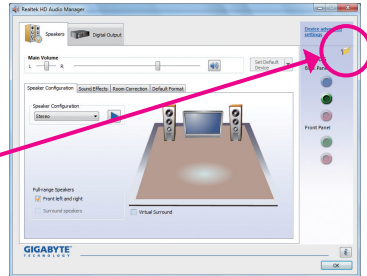 Realtek HD Audio Manager
Speakers
Digital Output
Device advanced
settings
Main Volume
L
R
Set Default
Device
Speaker Configuration
Sound Effects
Room Correction
Default Format
Speaker Configuration
Stereo
Front Panel
Full-range Speakers
Front left and right
Surround speakers
Virtual Surround
GIGABYTE
TECHNOLOGY
OK